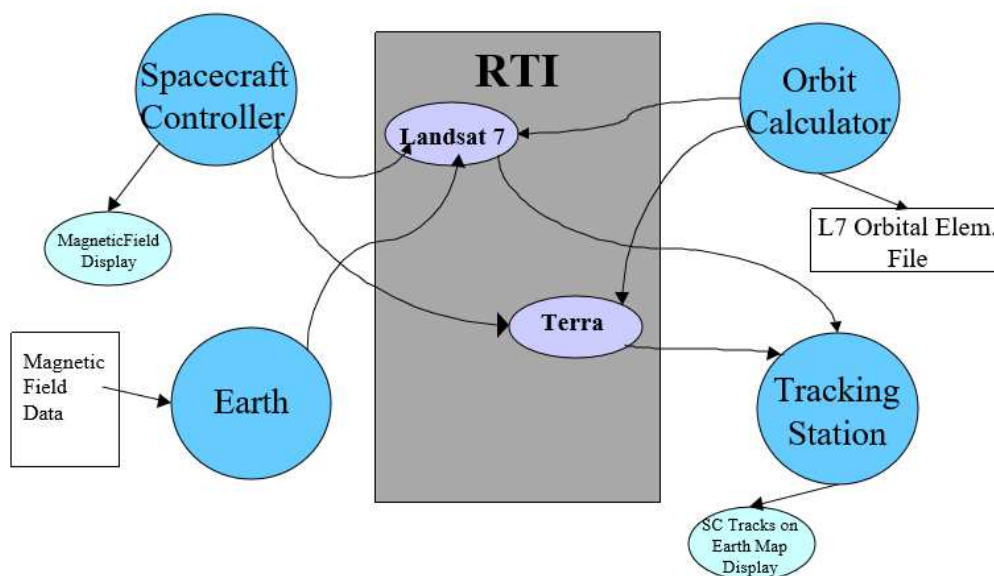 Spacecraft
Controller
RTI
Orbit
Calculator
Landsat 7
MagneticField
Display
L7 Orbital Elem.
File
Magnetic
Field
Data
Earth
Terra
Tracking
Station
SC Tracks on
Earth Map
Display